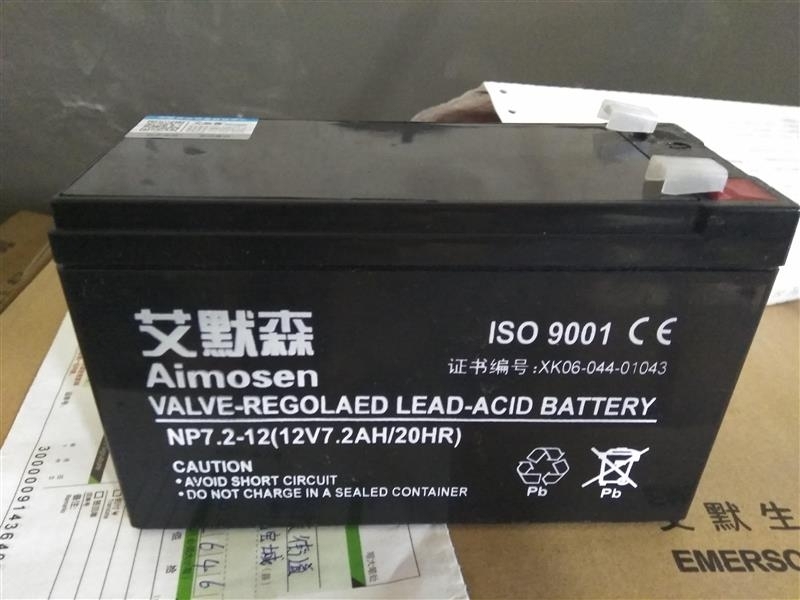 艾默森
Aimosen
ISO 9001 CE
证书编号:XK06-044-01043
VALVE-REGOLAED LEAD-ACID BATTERY
NP7.2-12(12V7.2AH/20HR)
CAUTION
• AVOID SHORT CIRCUIT
• DO NOT CHARGE IN A SEALED CONTAINER
Pb
Pb
艾默生
EMERSO